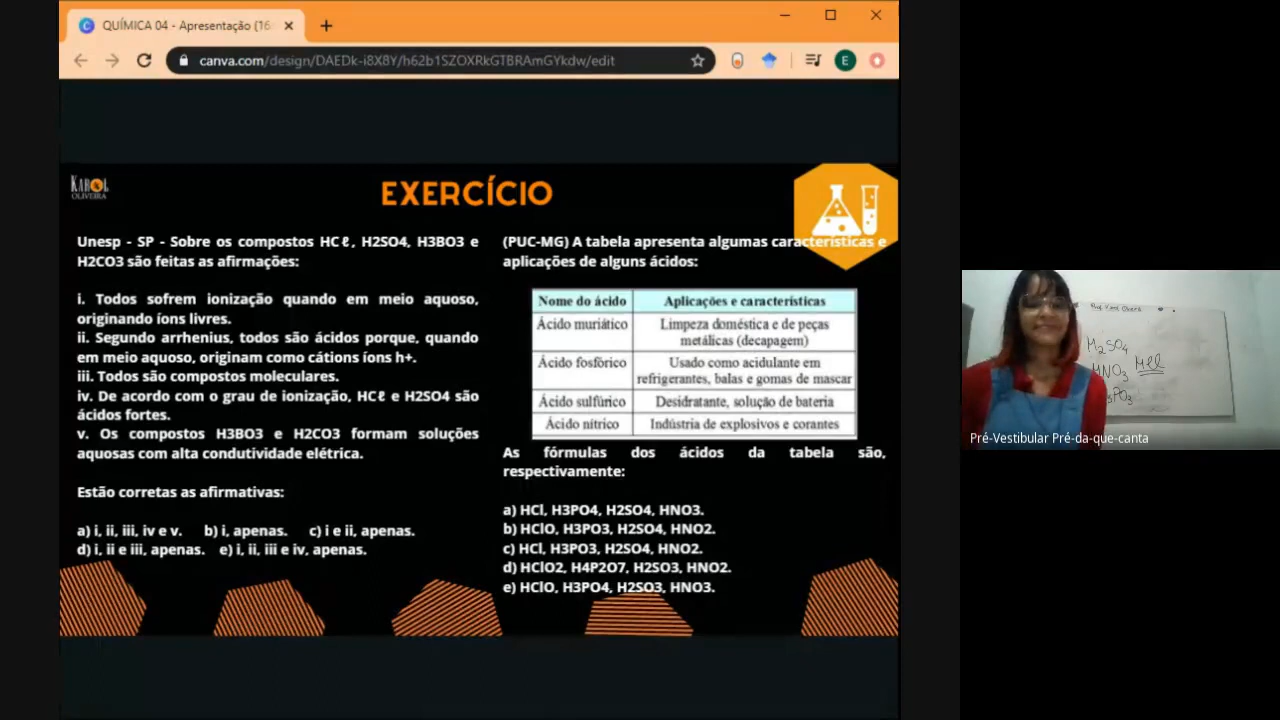 QUÍMICA 04 - Apresentação (16
canva.com/design/DAEDk-i8X8Y/h62b1SZOXRkGTBRAmGYkdw/edit
E
KAROL
OLIVEIRA
EXERCÍCIO
Unesp - SP - Sobre os compostos HCℓ, H2SO4, H3BO3 e
H2CO3 são feitas as afirmações:
i. Todos sofrem ionização quando em meio aquoso,
originando íons livres.
ii. Segundo arrhenius, todos são ácidos porque, quando
em meio aquoso, originam como cátions íons h+.
iii. Todos são compostos moleculares.
iv. De acordo com o grau de ionização, HCℓ e H2SO4 são
ácidos fortes.
v. Os compostos H3BO3 e H2CO3 formam soluções
aquosas com alta condutividade elétrica.
Estão corretas as afirmativas:
a) i, ii, iii, iv e v. b) i, apenas. c) i e ii, apenas.
d) i, ii e iii, apenas. e) i, ii, iii e iv, apenas.
(PUC-MG) A tabela apresenta algumas características e
aplicações de alguns ácidos:
Nome do ácido Aplicações e características
Ácido muriático Limpeza doméstica e de peças
metálicas (decapagem)
Ácido fosfórico Usado como acidulante em
refrigerantes, balas e gomas de mascar
Ácido sulfúrico Desidratante, solução de bateria
Ácido nítrico Indústria de explosivos e corantes
As fórmulas dos ácidos da tabela são,
respectivamente:
a) HCl, H3PO4, H2SO4, HNO3.
b) HClO, H3PO3, H2SO4, HNO2.
c) HCl, H3PO3, H2SO4, HNO2.
d) HClO2, H4P2O7, H2SO3, HNO2.
e) HClO, H3PO4, H2SO3, HNO3.
H2SO4
HNO3
PO3
Pré-Vestibular Pré-da-que-canta